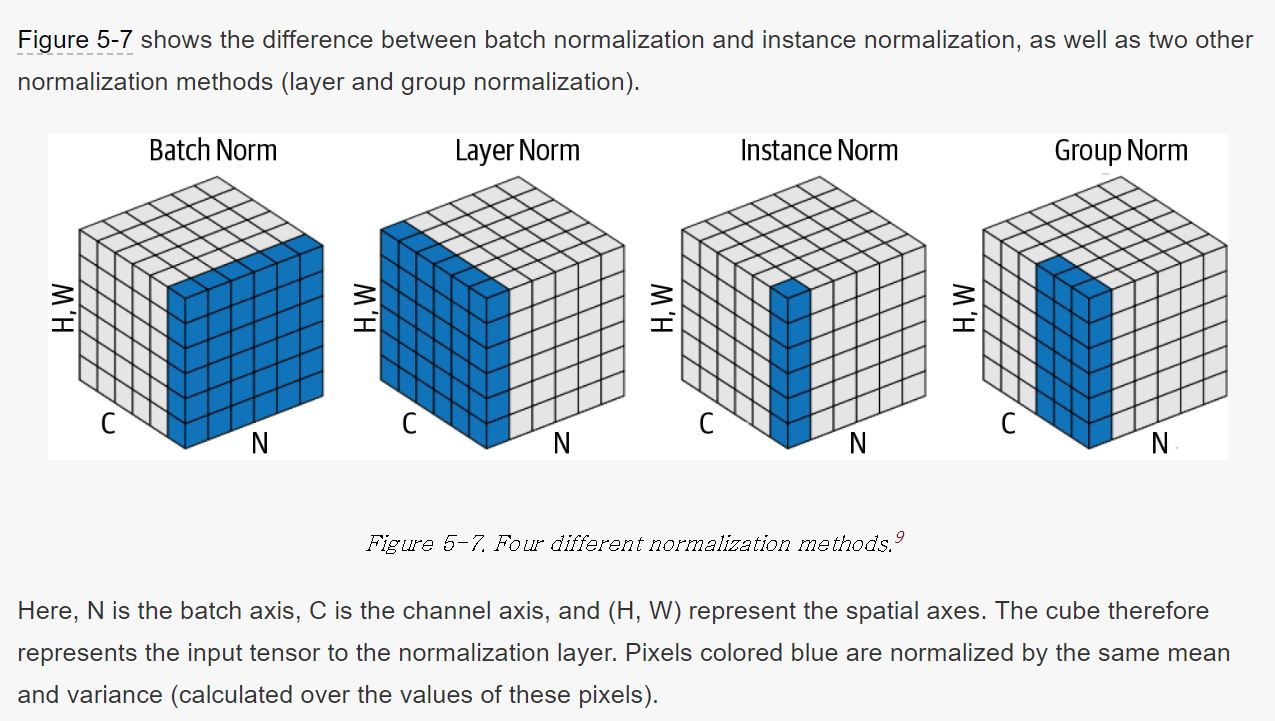 Figure 5-7 shows the difference between batch normalization and instance normalization, as well as two other
normalization methods (layer and group normalization).
Batch Norm
Layer Norm
Instance Norm
Group Norm
H, W
C
N
H, W
C
N
H, W
C
N
H, W
C
N
Figure 5-7. Four different normalization methods.9
Here, N is the batch axis, C is the channel axis, and (H, W) represent the spatial axes. The cube therefore
represents the input tensor to the normalization layer. Pixels colored blue are normalized by the same mean
and variance (calculated over the values of these pixels).